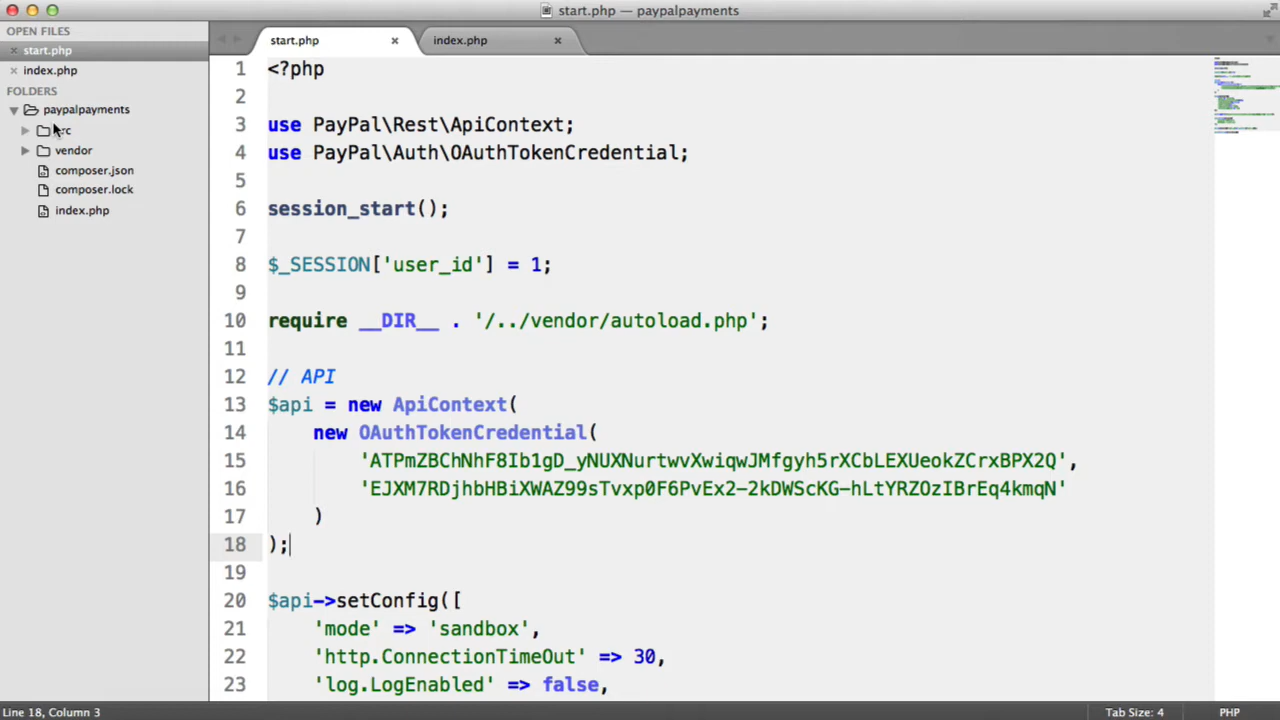 start.php — paypalpayments
OPEN FILES
start.php
index.php
FOLDERS
paypalpayments
vendor
composer.json
composer.lock
index.php
start.php
index.php
1 <?php
2
3 use PayPal\Rest\ApiContext;
4 use PayPal\Auth\OAuthTokenCredential;
5
6 session_start();
7
8 $_SESSION['user_id'] = 1;
9
10 require __DIR__ . '/../vendor/autoload.php';
11
12 // API
13 $api = new ApiContext(
14 new OAuthTokenCredential(
15 'ATPmZBChNhF8Ib1gD_yNUXNurtwvXwiqwJMfgyh5rXCbLEXUeokZCrxBPX2Q',
16 'EJXM7RDjhbHBiXWAZ99sTvxp0F6PvEx2-2kDWScKG-hLtYRZOzIBrEq4kmqN'
17 )
18 );
19
20 $api->setConfig([
21 'mode' => 'sandbox',
22 'http.ConnectionTimeOut' => 30,
23 'log.LogEnabled' => false,
Line 18, Column 3
Tab Size: 4
PHP